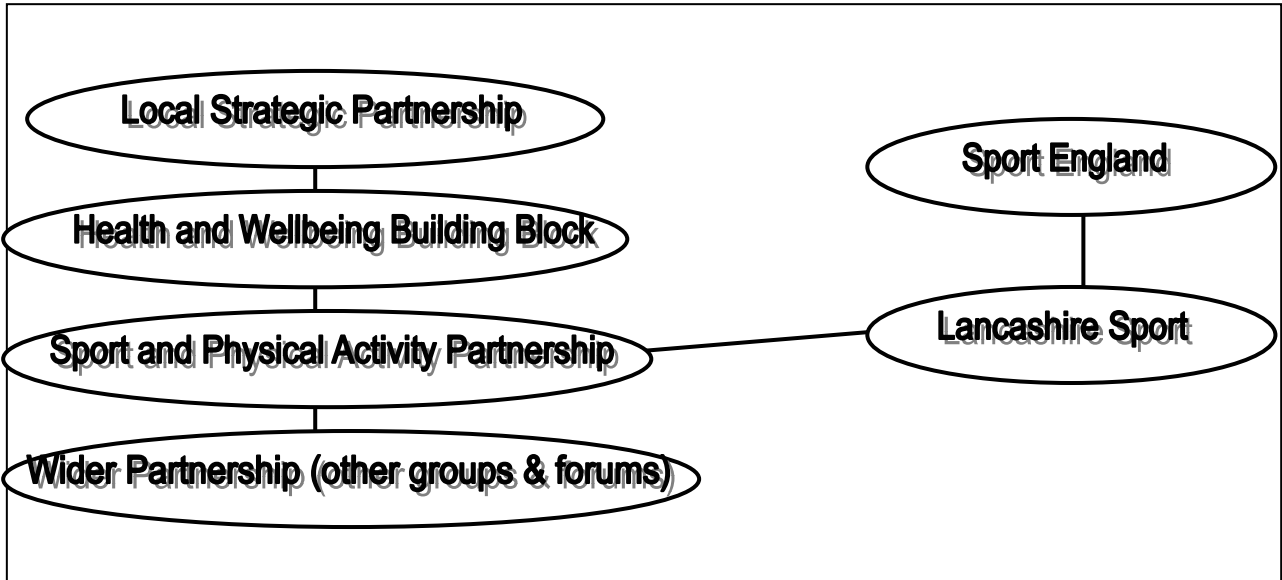 Local Strategic Partnership
Health and Wellbeing Building Block
Sport and Physical Activity Partnership
Wider Partnership (other groups & forums)
Sport England
Lancashire Sport